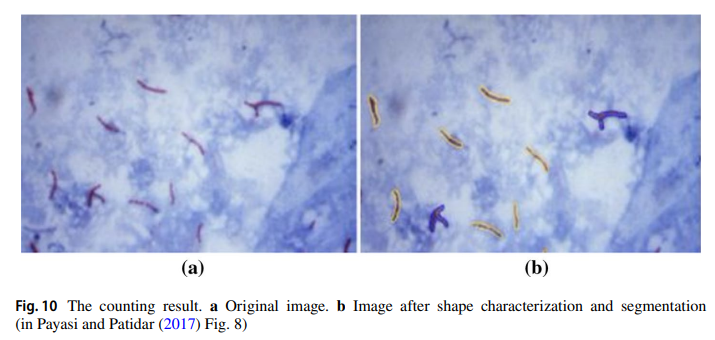 (a)
(b)
Fig. 10 The counting result. a Original image. b Image after shape characterization and segmentation
(in Payasi and Patidar (2017) Fig. 8)